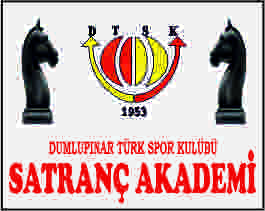 D T S K
1953
DUMLUPINAR TÜRK SPOR KULÜBÜ
SATRANÇ AKADEMİ